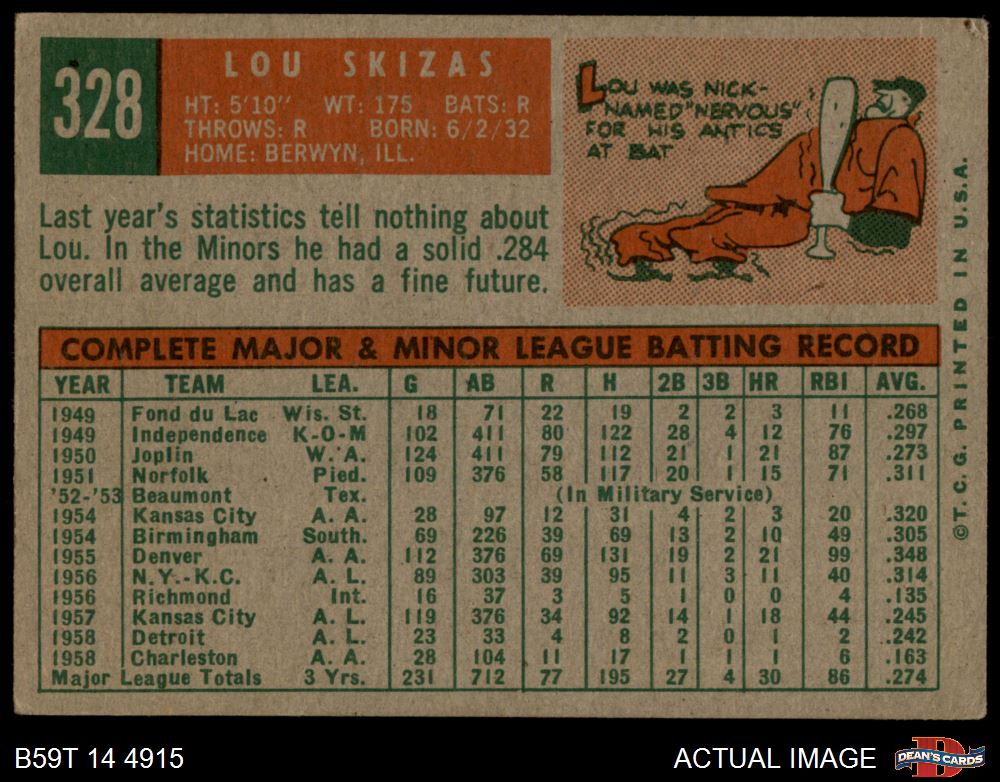 328
LOU SKIZAS
HT: 5'10" WT: 175 BATS: R
THROWS: R BORN: 6/2/32
HOME: BERWYN, ILL.
LOU WAS NICK-
NAMED "NERVOUS"
FOR HIS ANTICS
AT BAT
Last year's statistics tell nothing about
Lou. In the Minors he had a solid .284
overall average and has a fine future.
COMPLETE MAJOR & MINOR LEAGUE BATTING RECORD
YEAR TEAM LEA. G AB R H 2B 3B HR RBI AVG.
1949 Fond du Lac Wis. St. 18 71 22 19 2 2 3 11 .268
1949 Independence K-O-M 102 411 80 122 28 4 12 76 .297
1950 Joplin W. A. 124 411 79 112 21 1 21 87 .273
1951 Norfolk Pied. 109 376 58 117 20 1 15 71 .311
'52-'53 Beaumont Tex. (In Military Service)
1954 Kansas City A. A. 28 97 12 31 4 2 3 20 .320
1954 Birmingham South. 69 226 39 69 13 2 10 49 .305
1955 Denver A. A. 112 376 69 131 19 2 21 99 .348
1956 N.Y.-K.C. A. L. 89 303 39 95 11 3 11 40 .314
1956 Richmond Int. 16 37 3 5 1 0 0 4 .135
1957 Kansas City A. L. 119 376 34 92 14 1 18 44 .245
1958 Detroit A. L. 23 33 4 8 2 0 1 2 .242
1958 Charleston A. A. 28 104 11 17 1 1 1 6 .163
Major League Totals 3 Yrs. 231 712 77 195 27 4 30 86 .274
©T.C.G. PRINTED IN U.S.A.
B59T 14 4915
ACTUAL IMAGE
DEAN'S CARDS